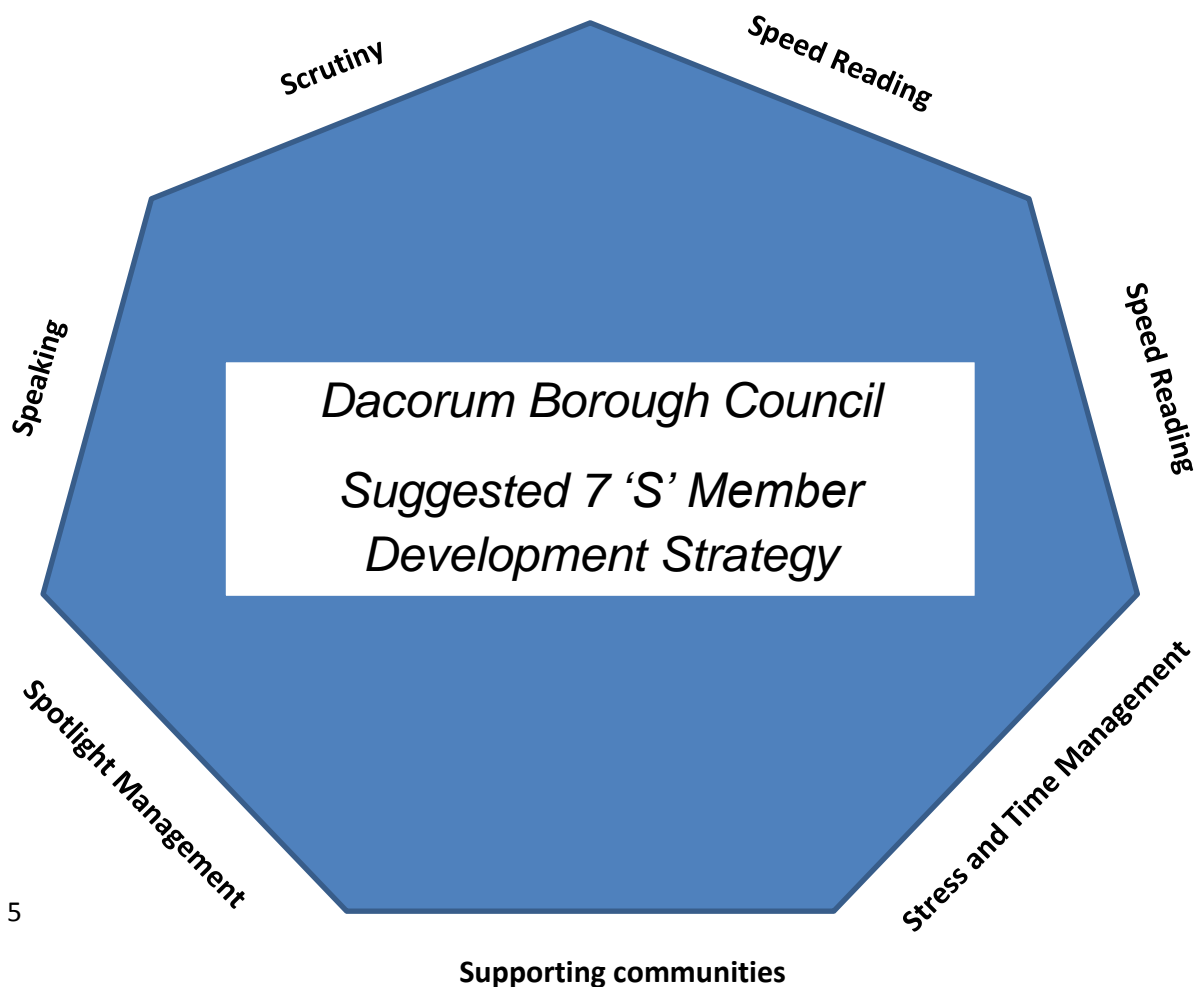 Scrutiny
Speed Reading
Speaking
Speed Reading
Dacorum Borough Council
Suggested 7 ‘S’ Member
Development Strategy
Spotlight Management
Stress and Time Management
5
Supporting communities